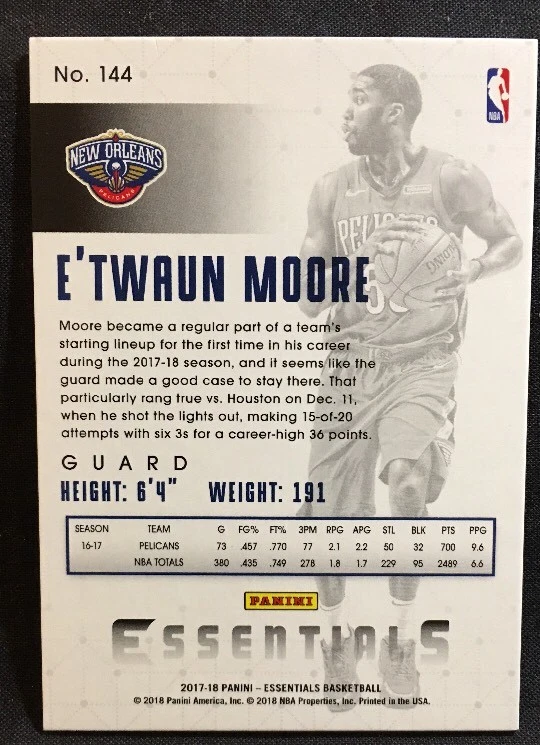 No. 144
NBA
NEW ORLEANS
PELICANS
PELICANS
E'TWAUN MOORE
Moore became a regular part of a team's
starting lineup for the first time in his career
during the 2017-18 season, and it seems like the
guard made a good case to stay there. That
particularly rang true vs. Houston on Dec. 11,
when he shot the lights out, making 15-of-20
attempts with six 3s for a career-high 36 points.
GUARD
HEIGHT: 6'4" WEIGHT: 191
SEASON TEAM G FG% FT% 3PM RPG APG STL BLK PTS PPG
16-17 PELICANS 73 .457 .770 77 2.1 2.2 50 32 700 9.6
NBA TOTALS 380 .435 .749 278 1.8 1.7 229 95 2489 6.6
PANINI
ESSENTIALS
2017-18 PANINI – ESSENTIALS BASKETBALL
© 2018 Panini America, Inc. © 2018 NBA Properties, Inc. Printed in the USA.